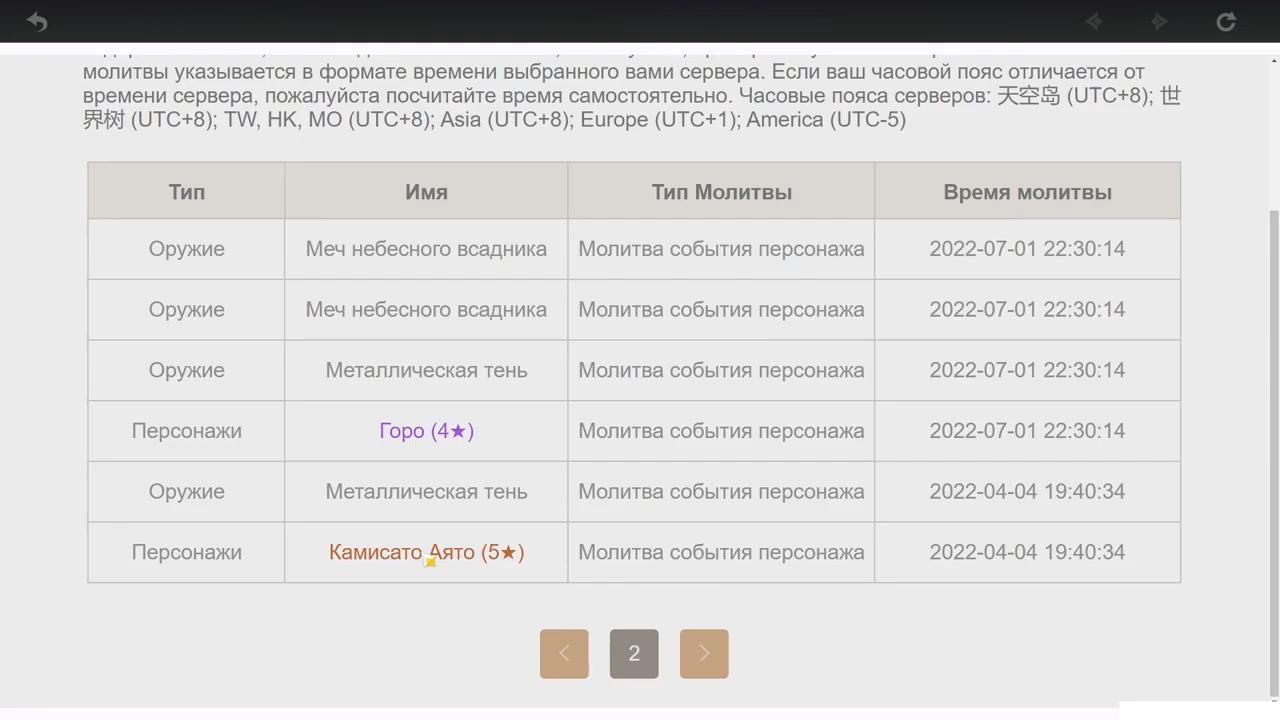 молитвы указывается в формате времени выбранного вами сервера. Если ваш часовой пояс отличается от
времени сервера, пожалуйста посчитайте время самостоятельно. Часовые пояса серверов: 天空岛 (UTC+8); 世
界树 (UTC+8); TW, HK, MO (UTC+8); Asia (UTC+8); Europe (UTC+1); America (UTC-5)
Тип Имя Тип Молитвы Время молитвы
Оружие Меч небесного всадника Молитва события персонажа 2022-07-01 22:30:14
Оружие Меч небесного всадника Молитва события персонажа 2022-07-01 22:30:14
Оружие Металлическая тень Молитва события персонажа 2022-07-01 22:30:14
Персонажи Горо (4★) Молитва события персонажа 2022-07-01 22:30:14
Оружие Металлическая тень Молитва события персонажа 2022-04-04 19:40:34
Персонажи Камисато Аято (5★) Молитва события персонажа 2022-04-04 19:40:34
2